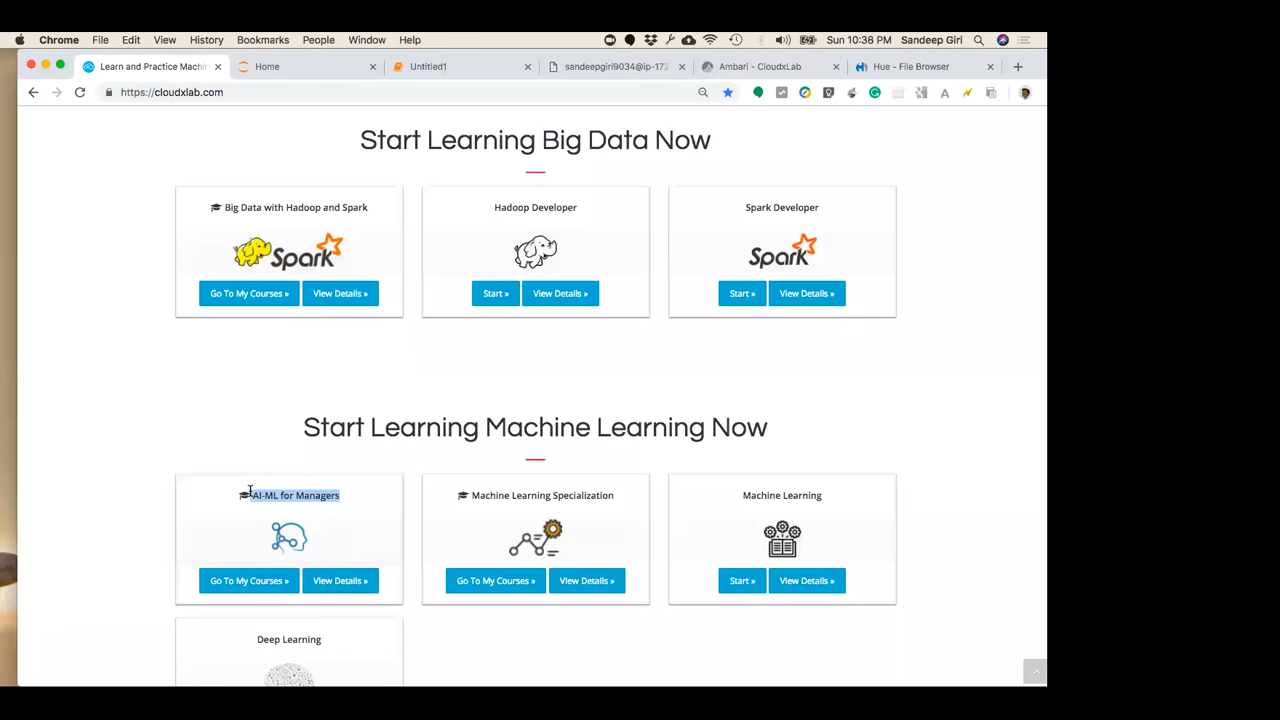 Chrome File Edit View History Bookmarks People Window Help Sun 10:38 PM Sandeep Giri
Learn and Practice Machin Home Untitled1 sandeepgiri9034@ip-172 Ambari - CloudxLab Hue - File Browser
https://cloudxlab.com
Start Learning Big Data Now
Big Data with Hadoop and Spark Hadoop Developer Spark Developer
Spark Spark
Go To My Courses » View Details » Start » View Details » Start » View Details »
Start Learning Machine Learning Now
AI-ML for Managers Machine Learning Specialization Machine Learning
Go To My Courses » View Details » Go To My Courses » View Details » Start » View Details »
Deep Learning